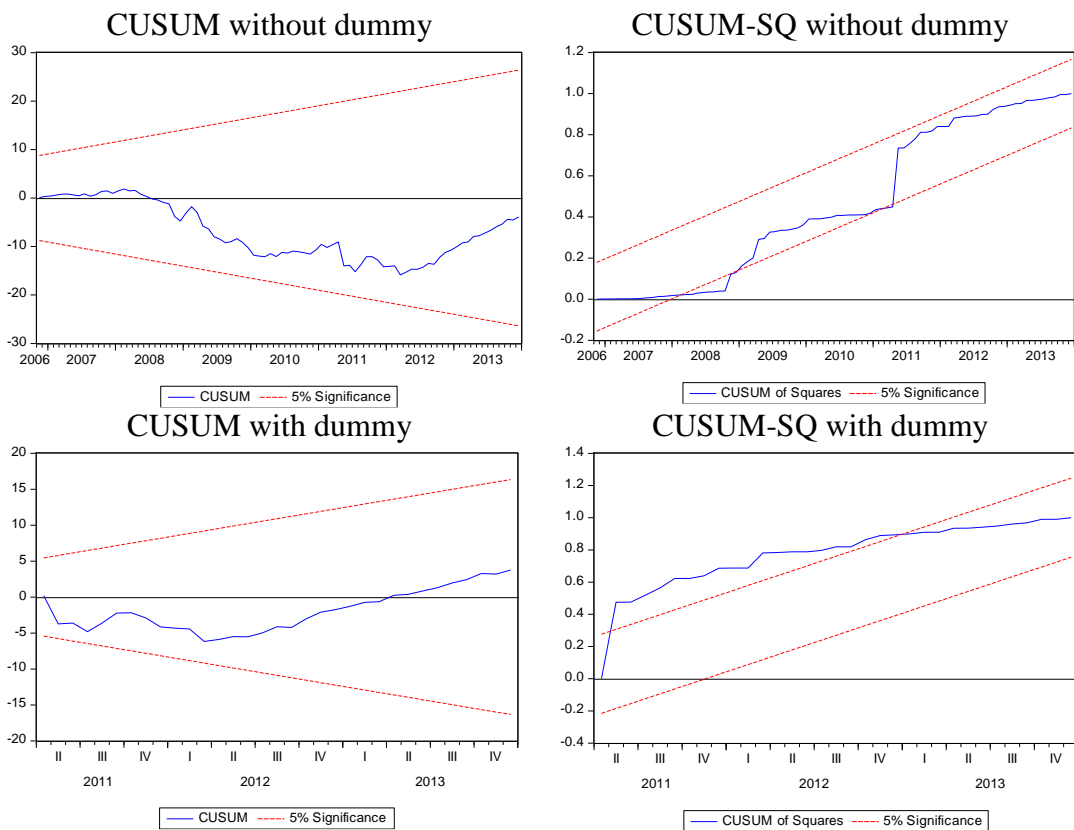 CUSUM without dummy
30
20
10
0
-10
-20
-30
2006 2007 2008 2009 2010 2011 2012 2013
CUSUM 5% Significance
CUSUM-SQ without dummy
1.2
1.0
0.8
0.6
0.4
0.2
0.0
-0.2
2006 2007 2008 2009 2010 2011 2012 2013
CUSUM of Squares 5% Significance
CUSUM with dummy
20
15
10
5
0
-5
-10
-15
-20
II III IV I II III IV I II III IV
2011 2012 2013
CUSUM 5% Significance
CUSUM-SQ with dummy
1.4
1.2
1.0
0.8
0.6
0.4
0.2
0.0
-0.2
-0.4
II III IV I II III IV I II III IV
2011 2012 2013
CUSUM of Squares 5% Significance